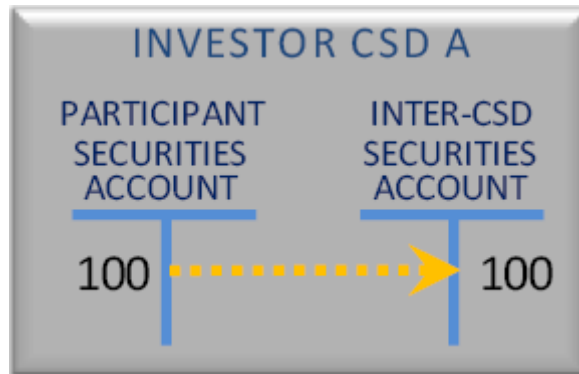 INVESTOR CSD A
PARTICIPANT
SECURITIES
ACCOUNT
INTER-CSD
SECURITIES
ACCOUNT
100
100